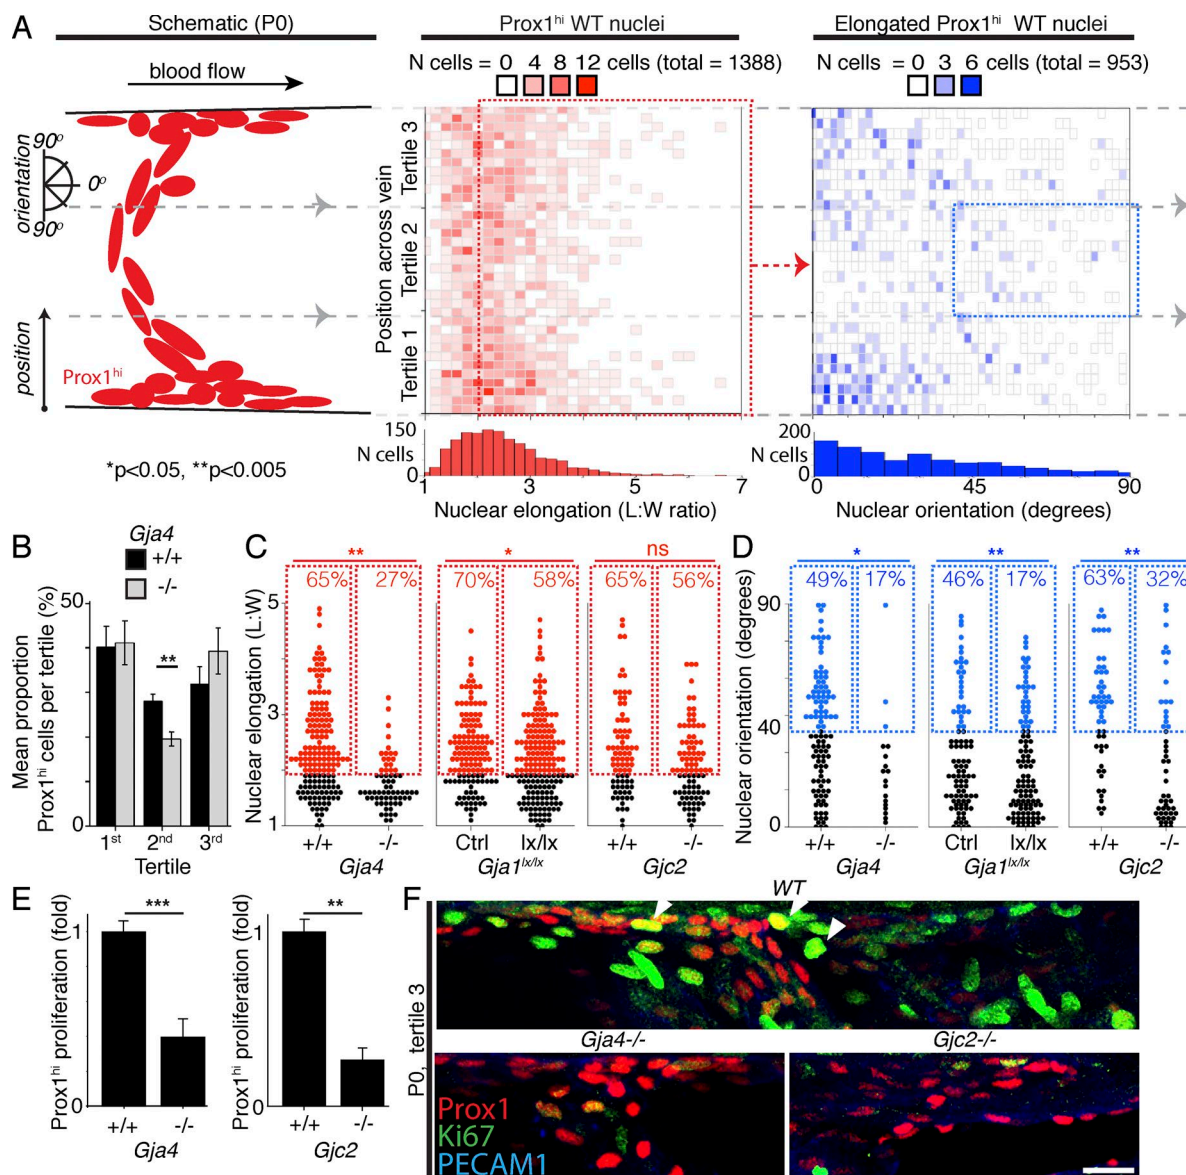 A
Schematic (P0)
blood flow
90º
orientation
0º
90º
position
Prox1hi
*p<0.05, **p<0.005
Prox1hi WT nuclei
N cells = 0 4 8 12 cells (total = 1388)
Position across vein
Tertile 3
Tertile 2
Tertile 1
150
N cells
0
1 3 5 7
Nuclear elongation (L:W ratio)
Elongated Prox1hi WT nuclei
N cells = 0 3 6 cells (total = 953)
200
N cells
0
0 45 90
Nuclear orientation (degrees)
B
Gja4
+/+
-/-
Mean proportion
Prox1hi cells per tertile (%)
50
0
**
1st 2nd 3rd
Tertile
C
** * ns
65% 27% 70% 58% 65% 56%
Nuclear elongation (L:W)
5
3
1
+/+ -/- Ctrl lx/lx +/+ -/-
Gja4 Gja1lx/lx Gjc2
D
* ** **
49% 17% 46% 17% 63% 32%
Nuclear orientation (degrees)
90
40
0
+/+ -/- Ctrl lx/lx +/+ -/-
Gja4 Gja1lx/lx Gjc2
E
Prox1hi proliferation (fold)
1
0
***
+/+ -/-
Gja4
Prox1hi proliferation (fold)
1
0
**
+/+ -/-
Gjc2
F
WT
P0, tertile 3
Gja4-/- Gjc2-/-
Prox1
Ki67
PECAM1